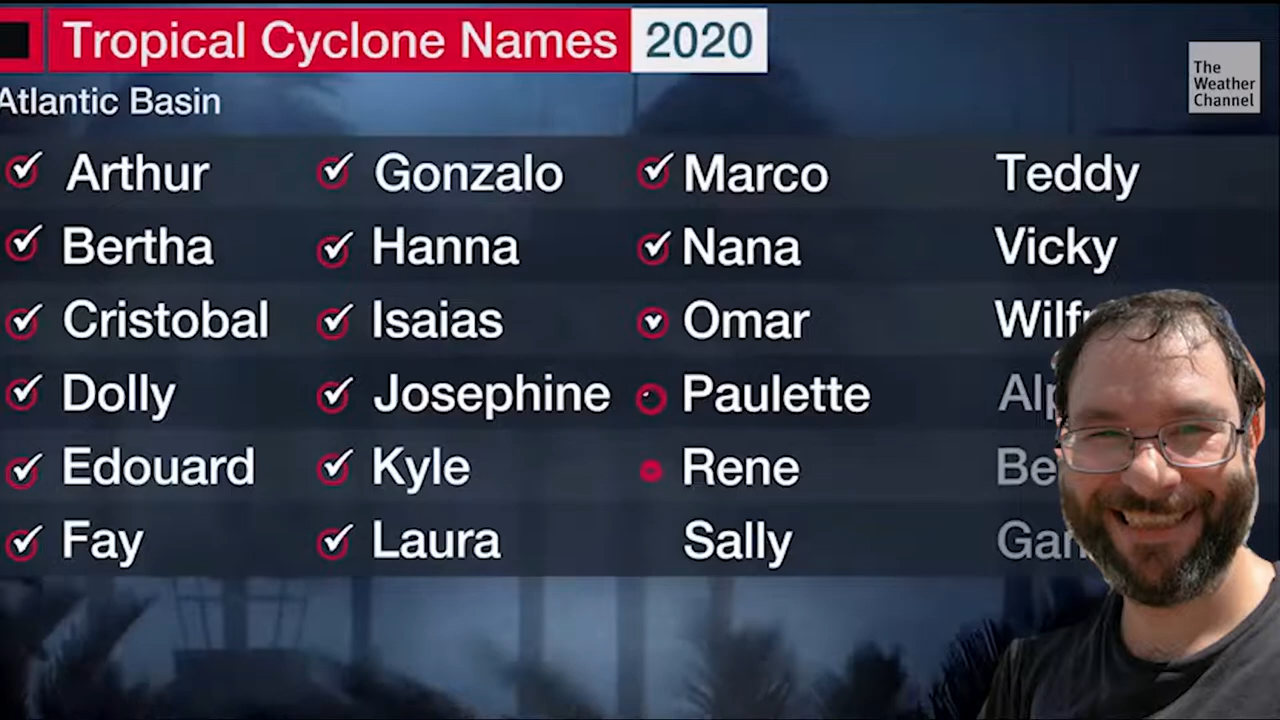 Tropical Cyclone Names 2020
The
Weather
Channel
Atlantic Basin
Arthur Gonzalo Marco Teddy
Bertha Hanna Nana Vicky
Cristobal Isaias Omar
Dolly Josephine Paulette
Edouard Kyle Rene
Fay Laura Sally